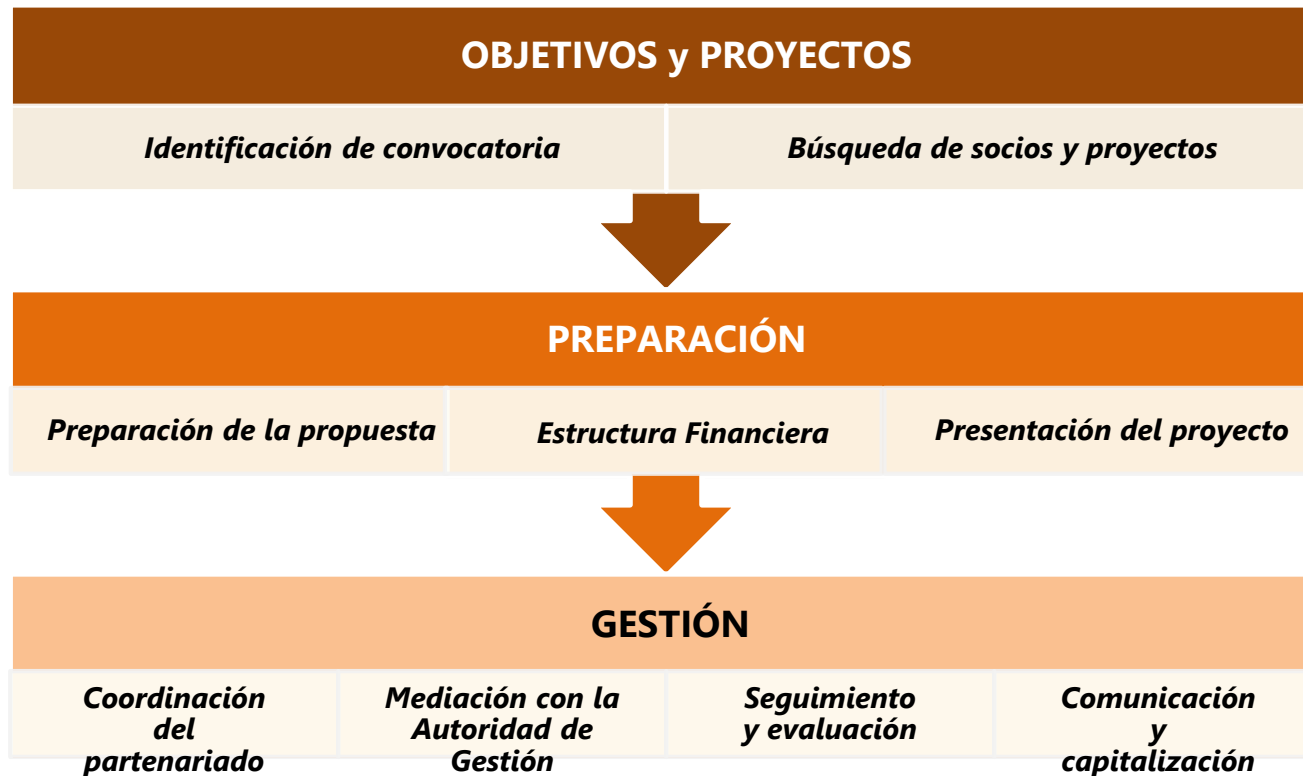 OBJETIVOS y PROYECTOS
Identificación de convocatoria
Búsqueda de socios y proyectos
PREPARACIÓN
Preparación de la propuesta
Estructura Financiera
Presentación del proyecto
GESTIÓN
Coordinación
del
partenariado
Mediación con la
Autoridad de
Gestión
Seguimiento
y evaluación
Comunicación
y
capitalización